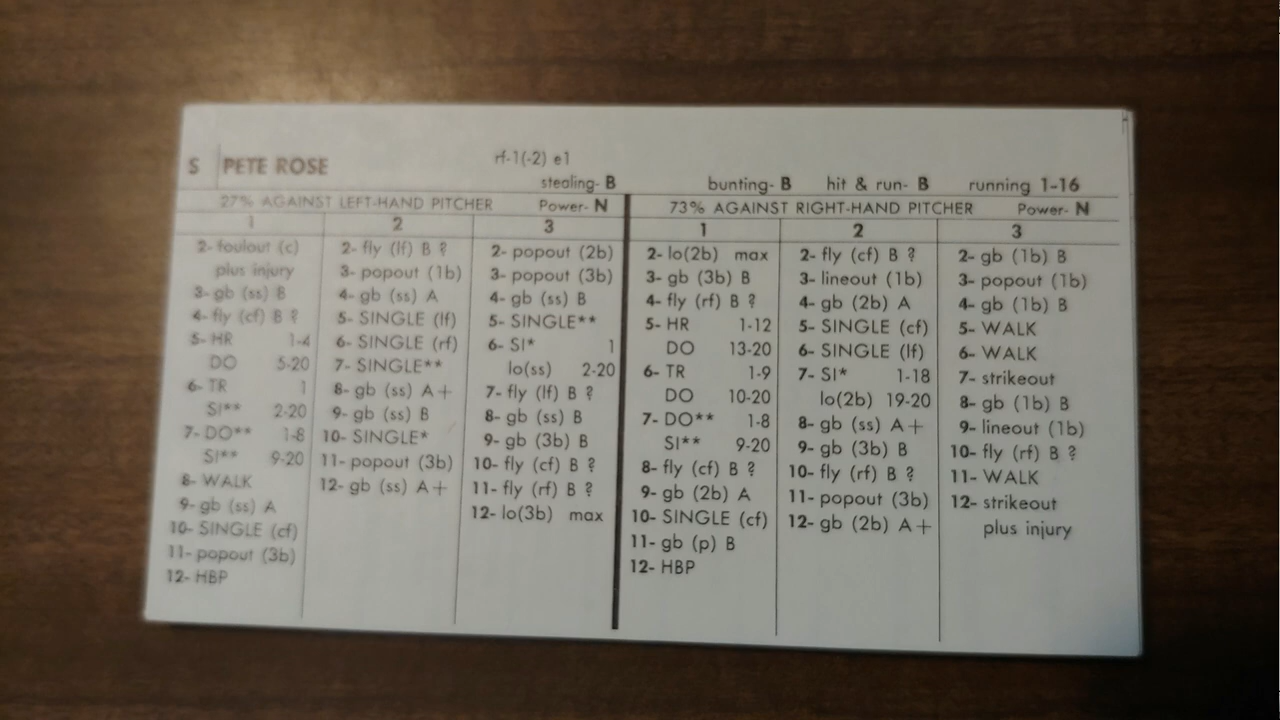 S PETE ROSE rf-1(-2) e1
stealing- B bunting- B hit & run- B running 1-16
27% AGAINST LEFT-HAND PITCHER Power- N
1
2- foulout (c)
plus injury
3- gb (ss) B
4- fly (cf) B ?
5- HR 1-4
DO 5-20
6- TR 1
SI** 2-20
7- DO** 1-8
SI** 9-20
8- WALK
9- gb (ss) A
10- SINGLE (cf)
11- popout (3b)
12- HBP
2
2- fly (lf) B ?
3- popout (1b)
4- gb (ss) A
5- SINGLE (lf)
6- SINGLE (rf)
7- SINGLE**
8- gb (ss) A+
9- gb (ss) B
10- SINGLE*
11- popout (3b)
12- gb (ss) A+
3
2- popout (2b)
3- popout (3b)
4- gb (ss) B
5- SINGLE**
6- SI* 1
lo(ss) 2-20
7- fly (lf) B ?
8- gb (ss) B
9- gb (3b) B
10- fly (cf) B ?
11- fly (rf) B ?
12- lo(3b) max
73% AGAINST RIGHT-HAND PITCHER Power- N
1
2- lo(2b) max
3- gb (3b) B
4- fly (rf) B ?
5- HR 1-12
DO 13-20
6- TR 1-9
DO 10-20
7- DO** 1-8
SI** 9-20
8- fly (cf) B ?
9- gb (2b) A
10- SINGLE (cf)
11- gb (p) B
12- HBP
2
2- fly (cf) B ?
3- lineout (1b)
4- gb (2b) A
5- SINGLE (cf)
6- SINGLE (lf)
7- SI* 1-18
lo(2b) 19-20
8- gb (ss) A+
9- gb (3b) B
10- fly (rf) B ?
11- popout (3b)
12- gb (2b) A+
3
2- gb (1b) B
3- popout (1b)
4- gb (1b) B
5- WALK
6- WALK
7- strikeout
8- gb (1b) B
9- lineout (1b)
10- fly (rf) B ?
11- WALK
12- strikeout
plus injury